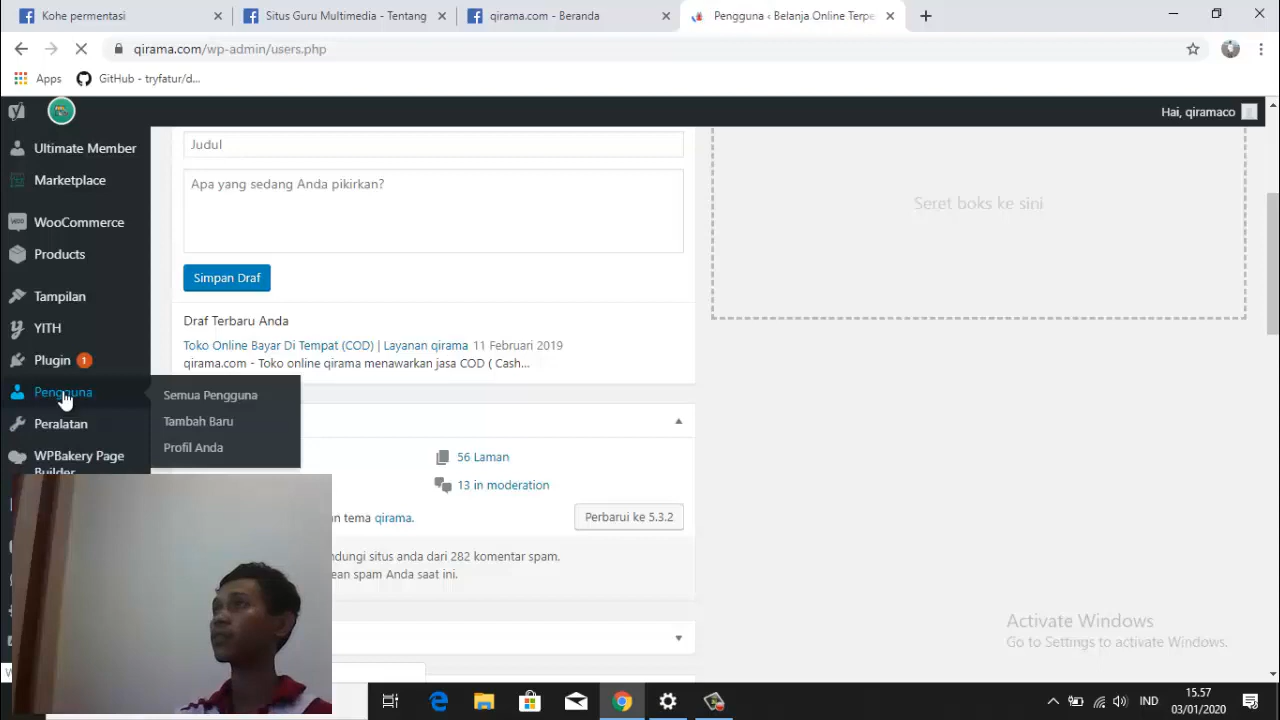 Kohe permentasi
Situs Guru Multimedia - Tentang
qirama.com - Beranda
Pengguna ‹ Belanja Online Terpe
qirama.com/wp-admin/users.php
Apps
GitHub - tryfatur/d...
Hai, qiramaco
Ultimate Member
Marketplace
WooCommerce
Products
Tampilan
YITH
Plugin 1
Pengguna
Peralatan
WPBakery Page
Builder
Semua Pengguna
Tambah Baru
Profil Anda
Judul
Apa yang sedang Anda pikirkan?
Simpan Draf
Draf Terbaru Anda
Toko Online Bayar Di Tempat (COD) | Layanan qirama 11 Februari 2019
qirama.com - Toko online qirama menawarkan jasa COD ( Cash...
56 Laman
13 in moderation
tema qirama.
Perbarui ke 5.3.2
situs anda dari 282 komentar spam.
spam Anda saat ini.
Seret boks ke sini
Activate Windows
Go to Settings to activate Windows.
IND
15.57
03/01/2020